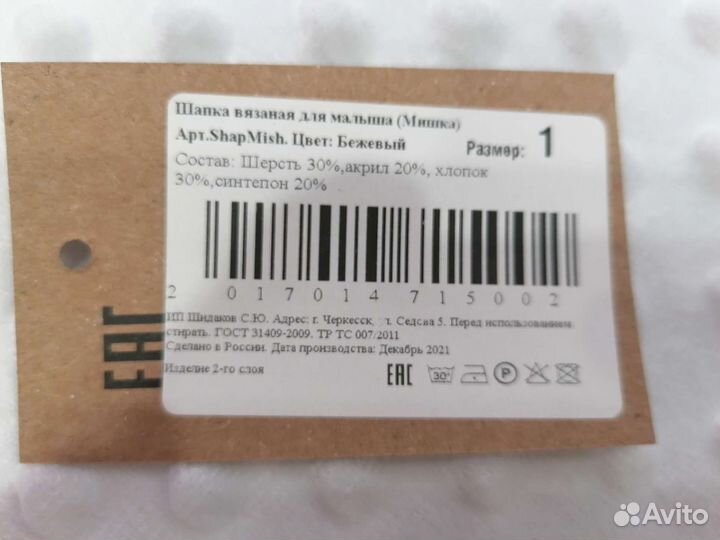 Шапка вязаная для малыша (Мишка)
Арт.ShapMish. Цвет: Бежевый
Размер: 1
Состав: Шерсть 30%,акрил 20%, хлопок
30%,синтепон 20%
2 017014 715002
ИП Шидаков С.Ю. Адрес: г. Черкесск, Седова 5. Перед использованием
стирать. ГОСТ 31409-2009. ТР ТС 007/2011
Сделано в России. Дата производства: Декабрь 2021
Изделие 2-го слоя
EAC
30°
P
EAC
Avito